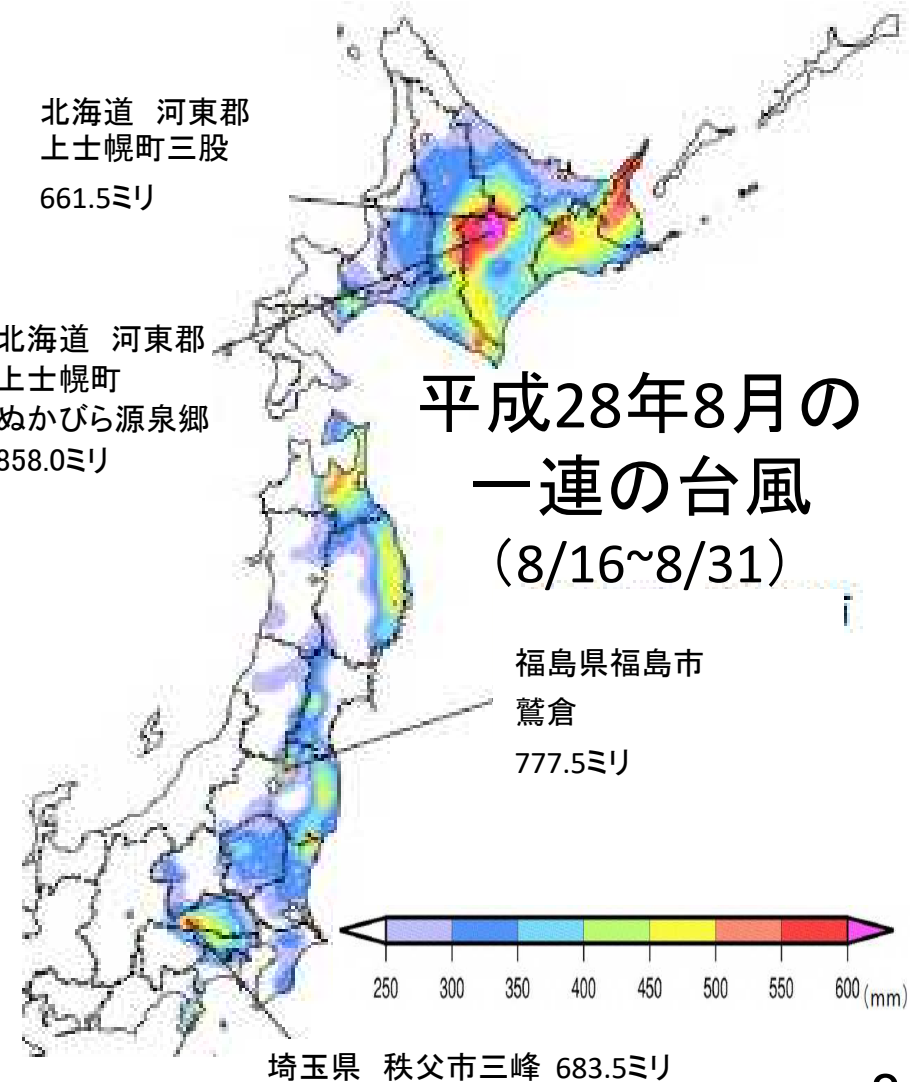 北海道　河東郡
上士幌町三股
661.5ミリ
北海道　河東郡
上士幌町
ぬかびら源泉郷
858.0ミリ
平成28年8月の
一連の台風
（8/16~8/31）
福島県福島市
鷲倉
777.5ミリ
250 300 350 400 450 500 550 600 (mm)
埼玉県　秩父市三峰 683.5ミリ